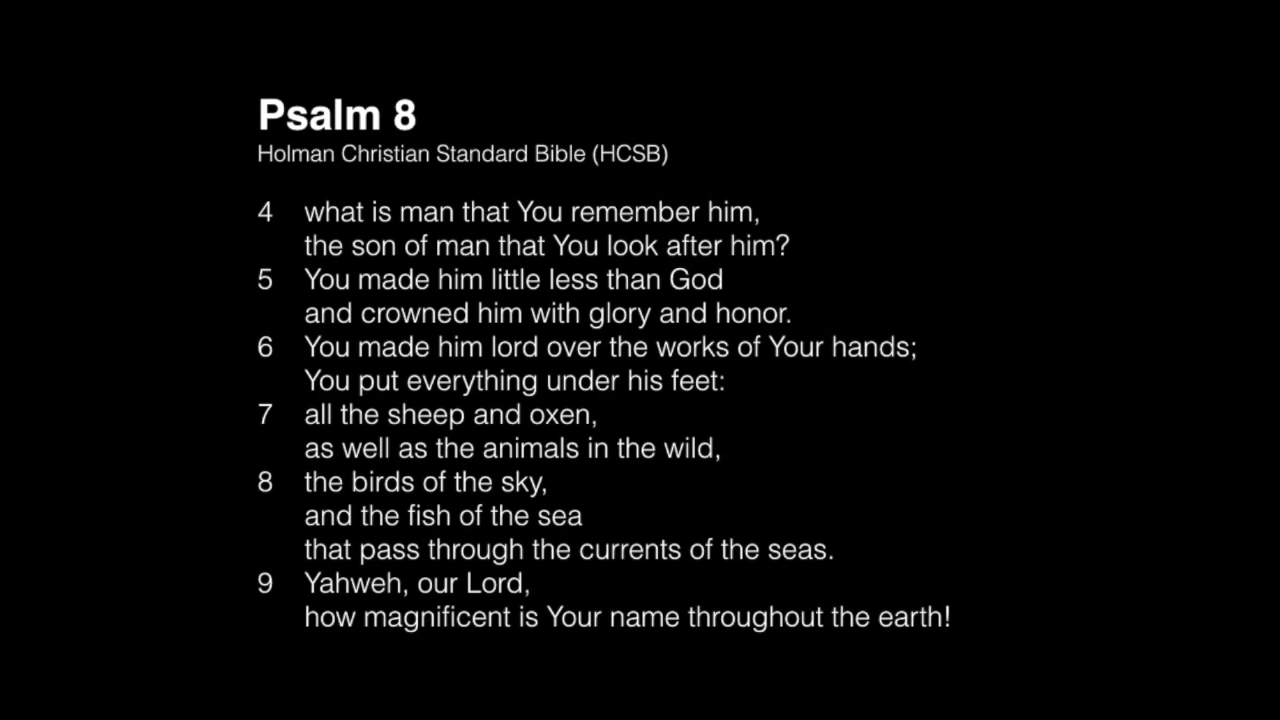 Psalm 8
Holman Christian Standard Bible (HCSB)
4 what is man that You remember him,
the son of man that You look after him?
5 You made him little less than God
and crowned him with glory and honor.
6 You made him lord over the works of Your hands;
You put everything under his feet:
7 all the sheep and oxen,
as well as the animals in the wild,
8 the birds of the sky,
and the fish of the sea
that pass through the currents of the seas.
9 Yahweh, our Lord,
how magnificent is Your name throughout the earth!